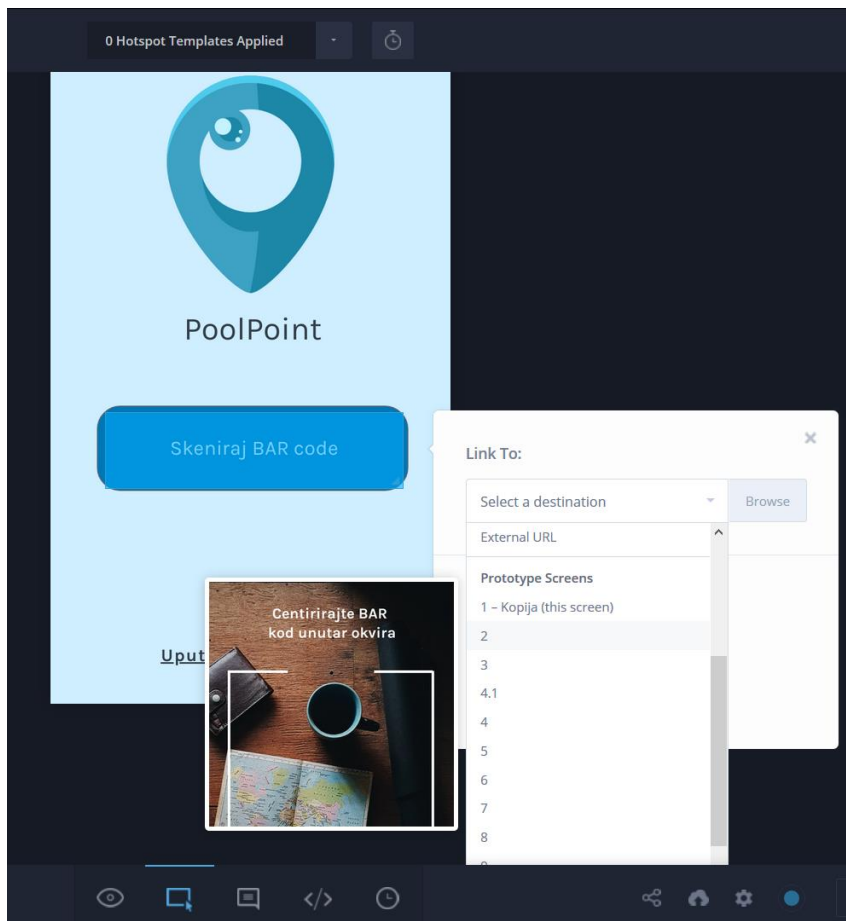 0 Hotspot Templates Applied
PoolPoint
Skeniraj BAR code
Link To:
Select a destination
Browse
External URL
Prototype Screens
1 – Kopija (this screen)
2
3
4.1
4
5
6
7
8
Centirirajte BAR
kod unutar okvira
Uput